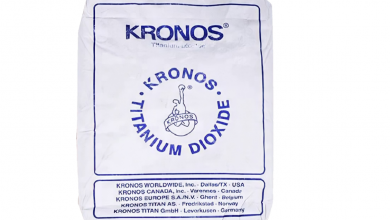 KRONOS®
KRONOS
TITANIUM DIOXIDE
®
KRONOS
KRONOS WORLDWIDE, Inc. - Dallas/TX - USA
KRONOS CANADA, Inc. - Varennes - Canada
KRONOS EUROPE S.A./N.V. - Ghent - Belgium
KRONOS TITAN AS - Fredrikstad - Norway
KRONOS TITAN GmbH - Leverkusen - Germany